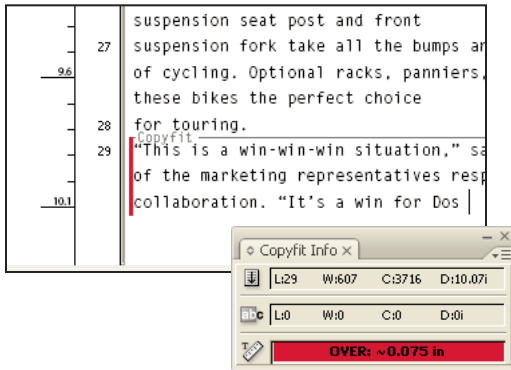 suspension seat post and front
27 suspension fork take all the bumps
9.6 of cycling. Optional racks, panniers,
these bikes the perfect choice
28 for touring.
Copyfit
29 “This is a win-win-win situation,”
of the marketing representatives
10.1 collaboration. “It’s a win for Dos
Copyfit Info
L:29 W:607 C:3716 D:10.07i
abc L:0 W:0 C:0 D:0i
T
OVER: ~0.075 in